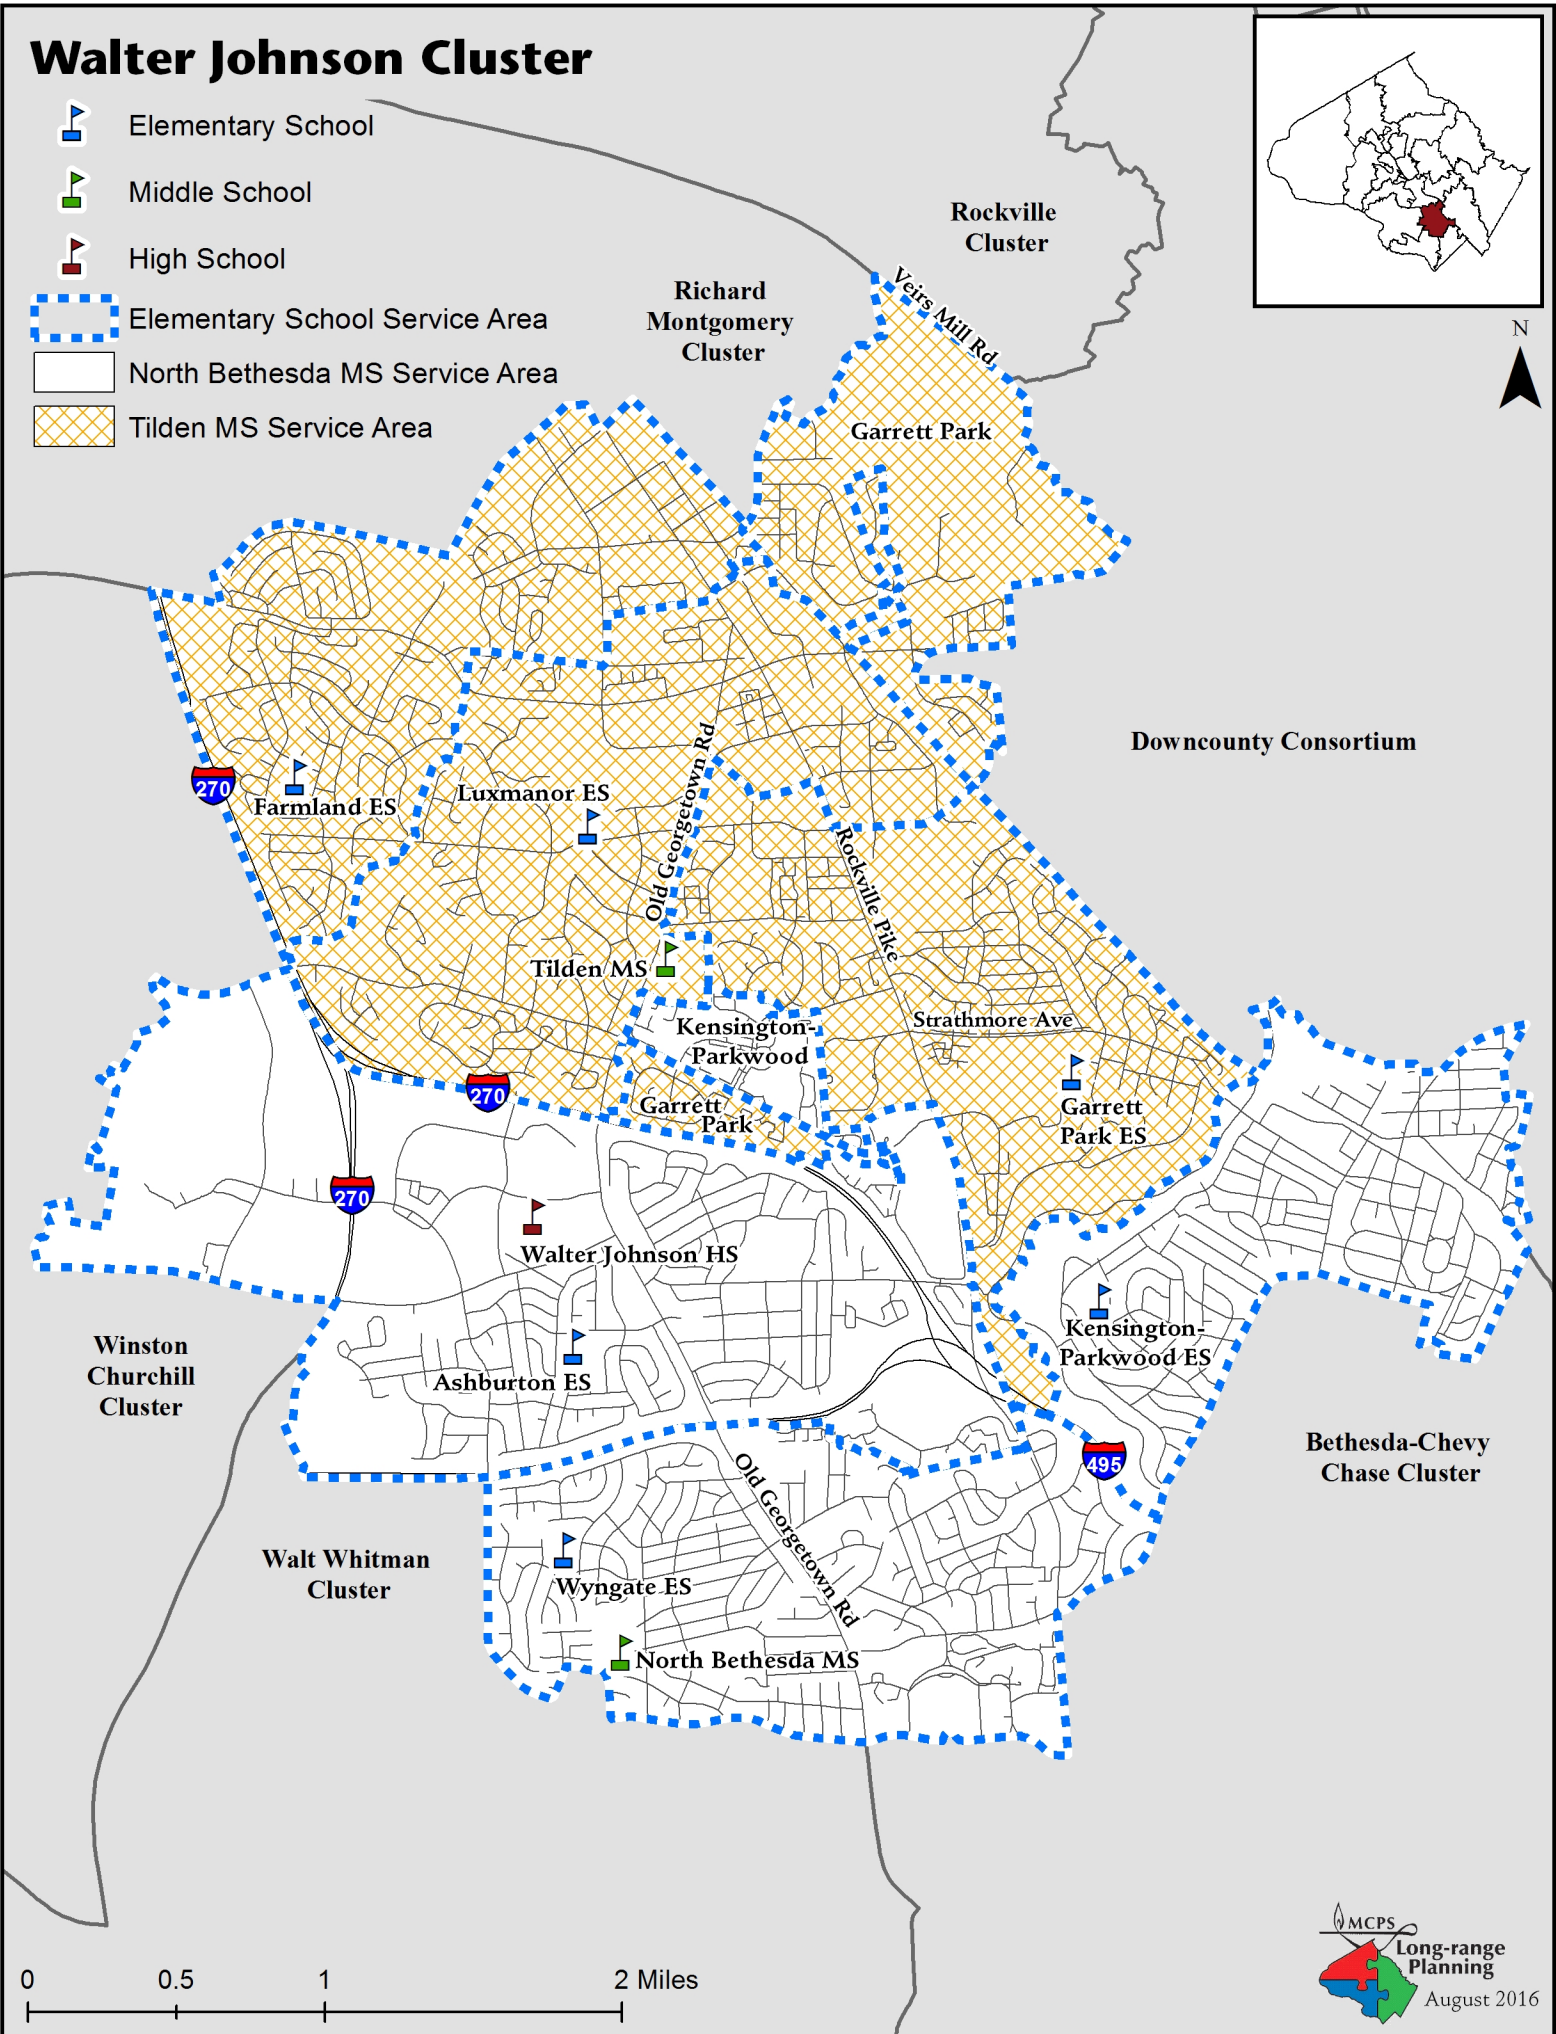 Walter Johnson Cluster
Elementary School
Middle School
High School
Elementary School Service Area
North Bethesda MS Service Area
Tilden MS Service Area
Rockville
Cluster
Richard
Montgomery
Cluster
Veirs Mill Rd
N
Garrett Park
Downcounty Consortium
270
Farmland ES
Luxmanor ES
Old Georgetown Rd
Rockville Pike
Tilden MS
Kensington-
Parkwood
Strathmore Ave
270
Garrett
Park
Garrett
Park ES
270
Walter Johnson HS
Kensington-
Parkwood ES
Winston
Churchill
Cluster
Ashburton ES
Bethesda-Chevy
Chase Cluster
495
Old Georgetown Rd
Walt Whitman
Cluster
Wyngate ES
North Bethesda MS
MCPS
Long-range
Planning
August 2016
0 0.5 1 2 Miles